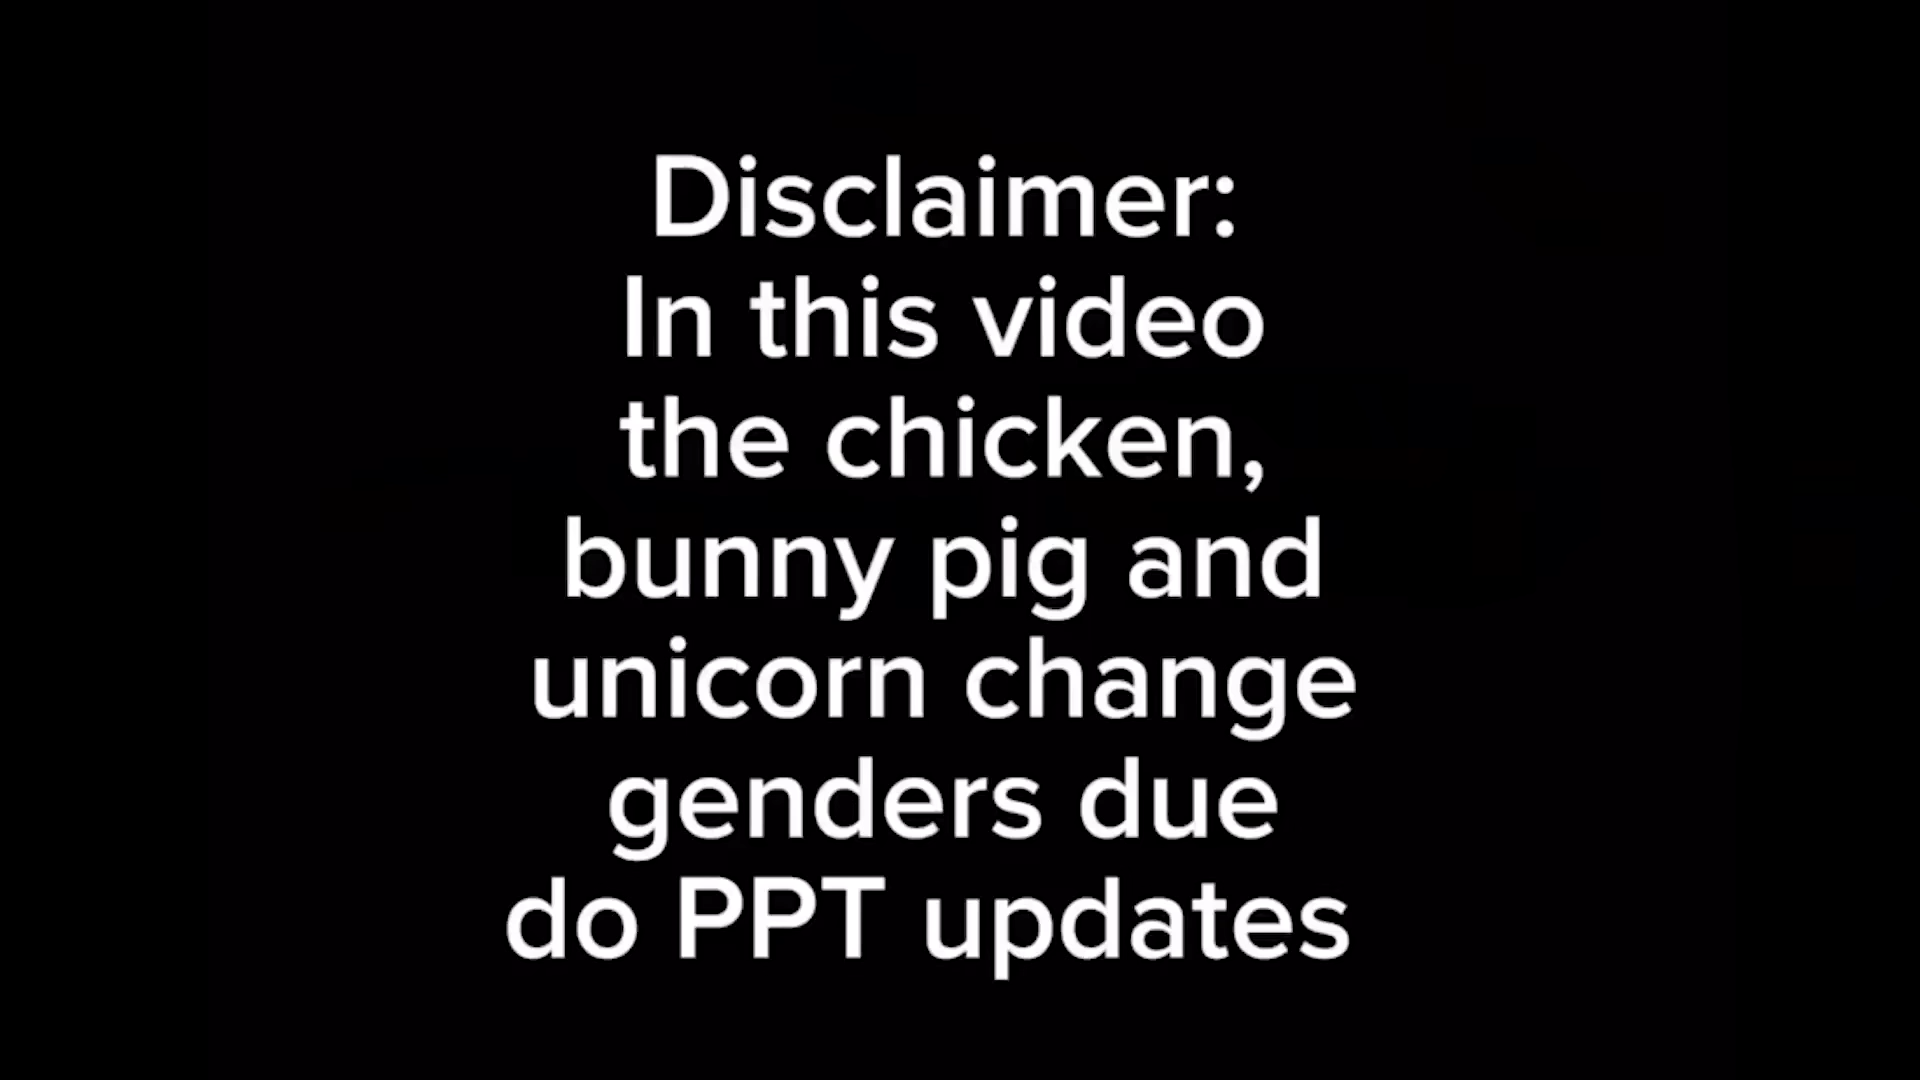 Disclaimer:
In this video
the chicken,
bunny pig and
unicorn change
genders due
do PPT updates